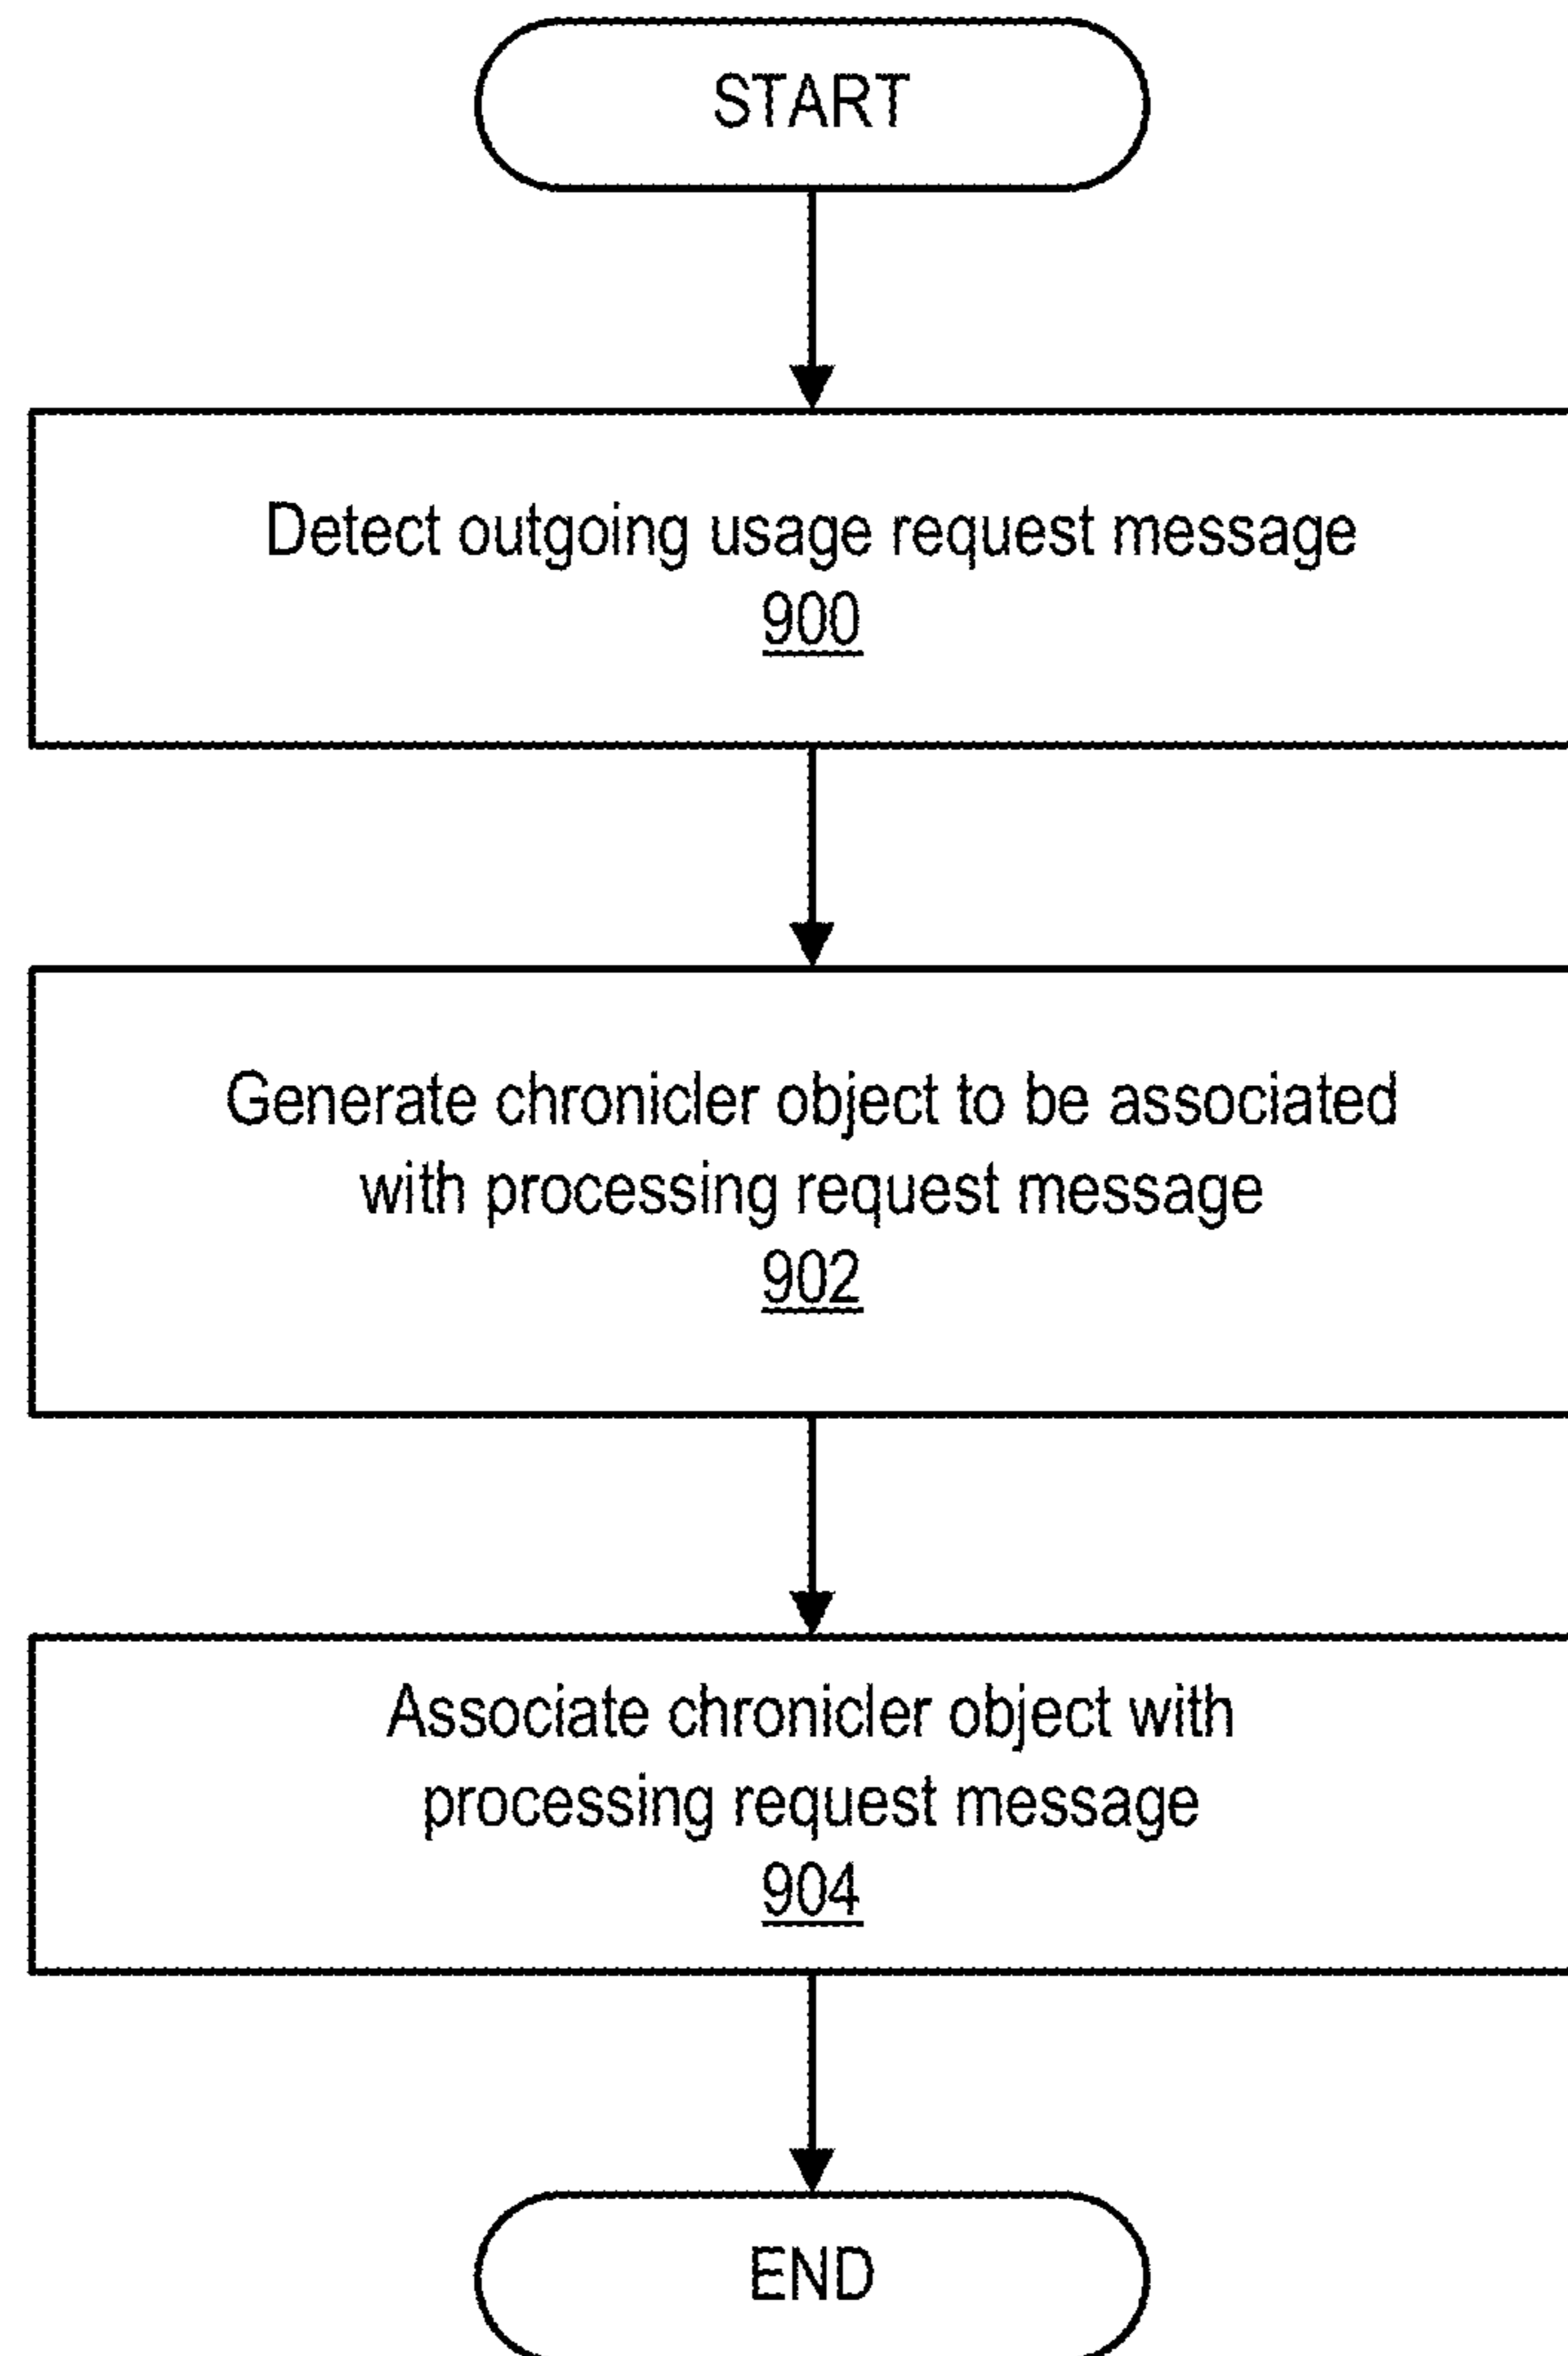 START
Detect outgoing usage request message
900
Generate chronicler object to be associated
with processing request message
902
Associate chronicler object with
processing request message
904
END